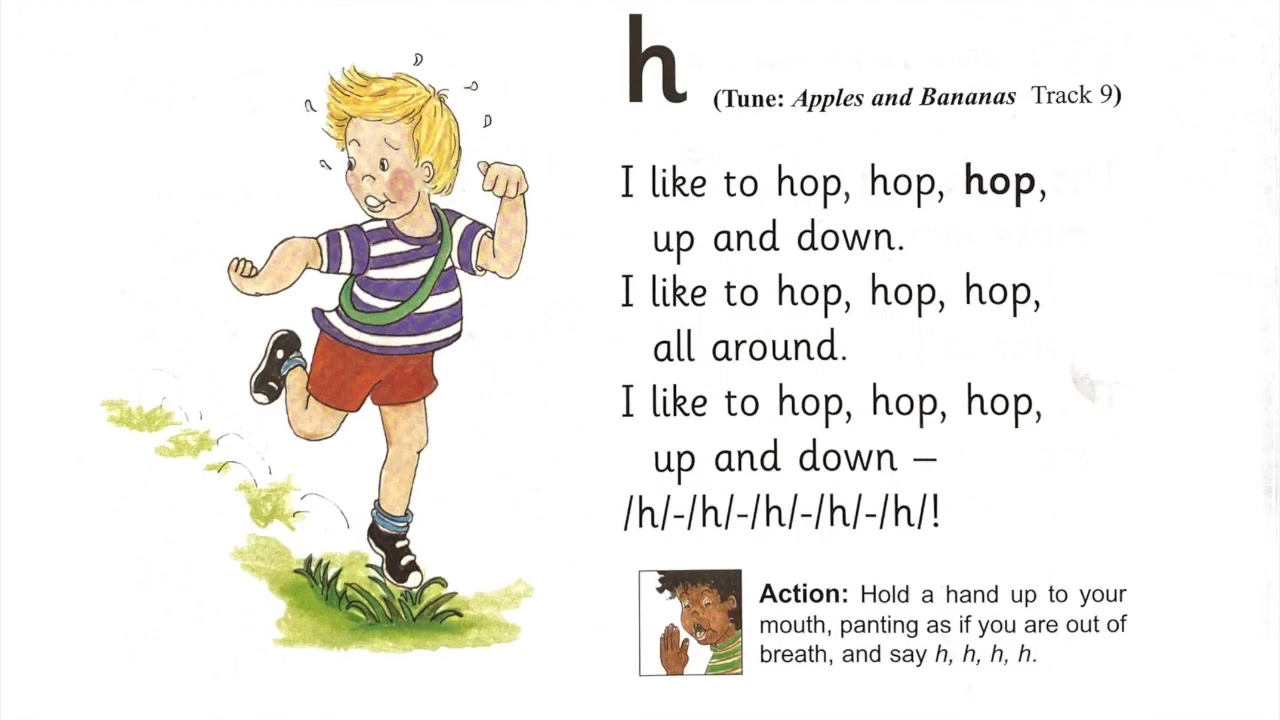 h
(Tune: Apples and Bananas Track 9)
I like to hop, hop, hop,
up and down.
I like to hop, hop, hop,
all around.
I like to hop, hop, hop,
up and down –
/h/-/h/-/h/-/h/-/h/!
Action: Hold a hand up to your
mouth, panting as if you are out of
breath, and say h, h, h, h.